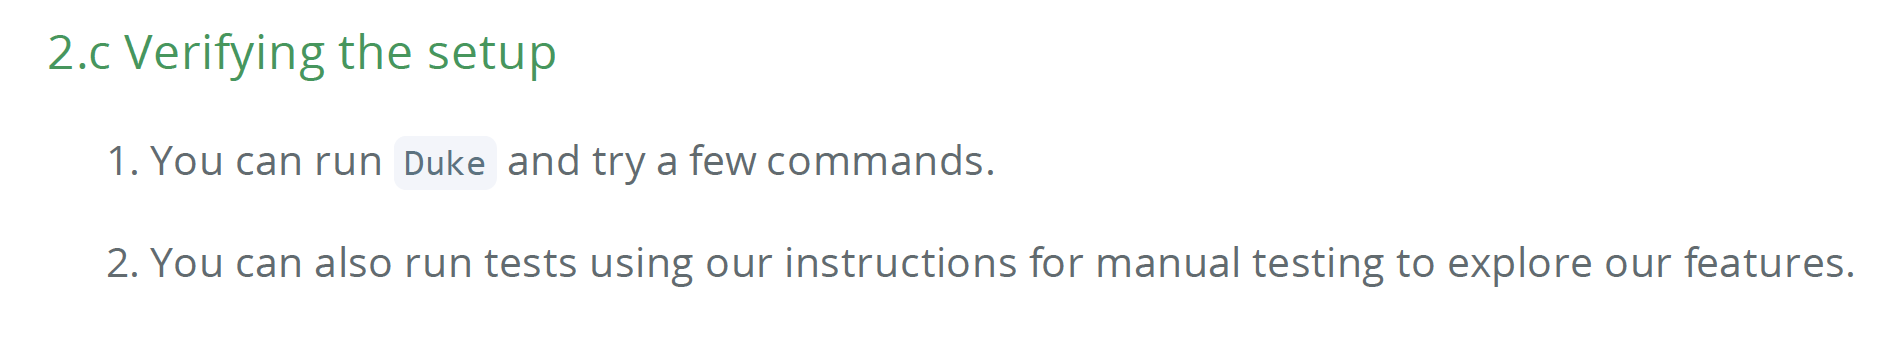 2.c Verifying the setup
1. You can run Duke and try a few commands.
2. You can also run tests using our instructions for manual testing to explore our features.